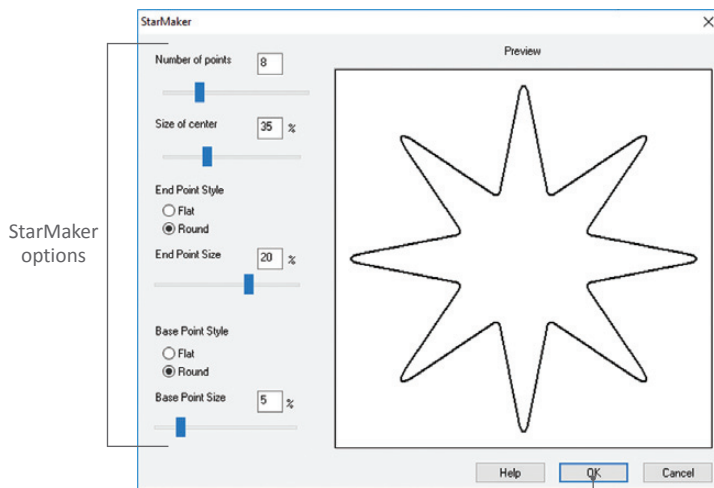 StarMaker
Number of points 8
Size of center 35 %
End Point Style
Flat
Round
End Point Size 20 %
Base Point Style
Flat
Round
Base Point Size 5 %
StarMaker
options
Preview
Help OK Cancel